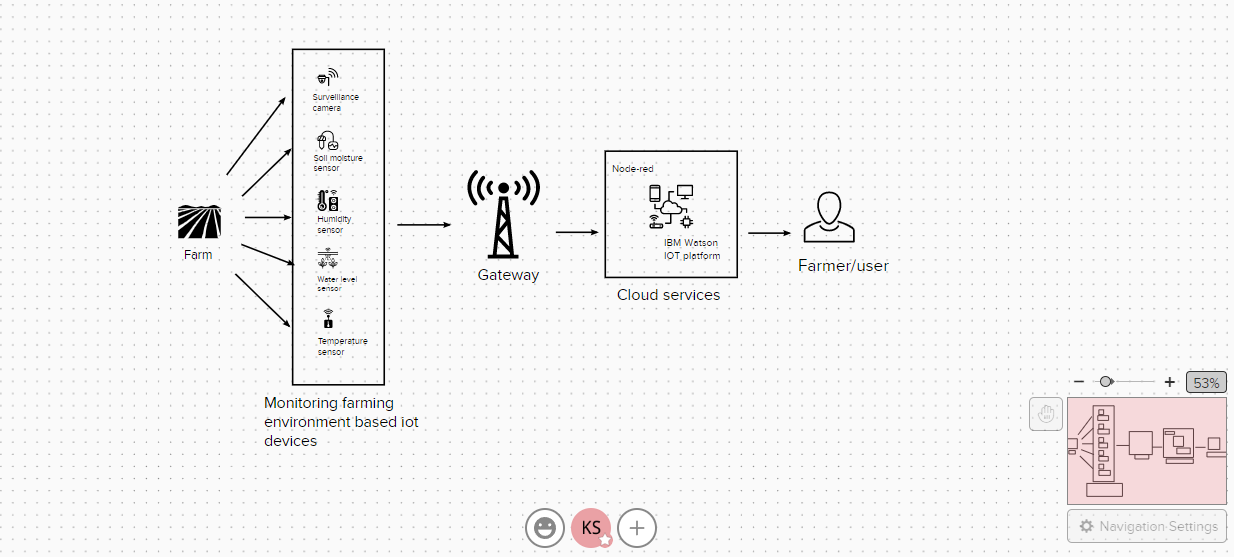 Surveillance
camera
Soil moisture
sensor
Humidity
sensor
Water level
sensor
Temperature
sensor
Farm
Monitoring farming
environment based iot
devices
Gateway
Node-red
IBM Watson
IOT platform
Cloud services
Farmer/user
53%
Navigation Settings
KS